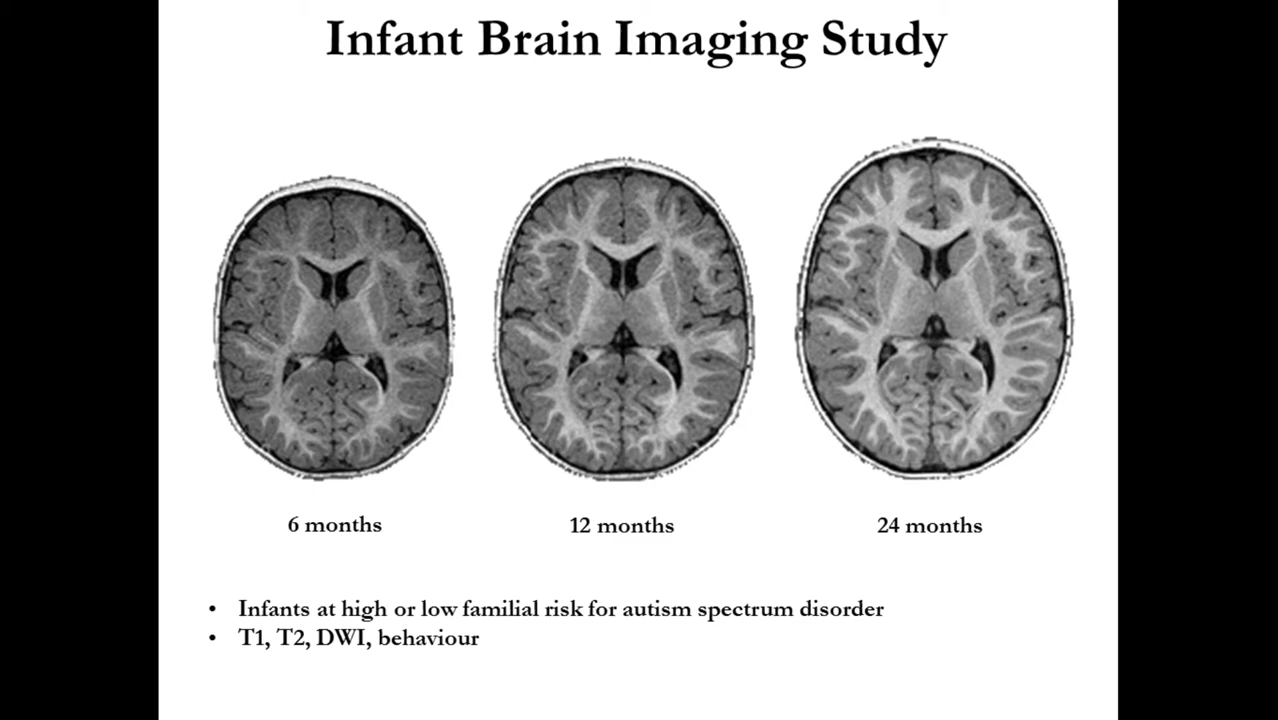 Infant Brain Imaging Study
6 months
12 months
24 months
• Infants at high or low familial risk for autism spectrum disorder
• T1, T2, DWI, behaviour